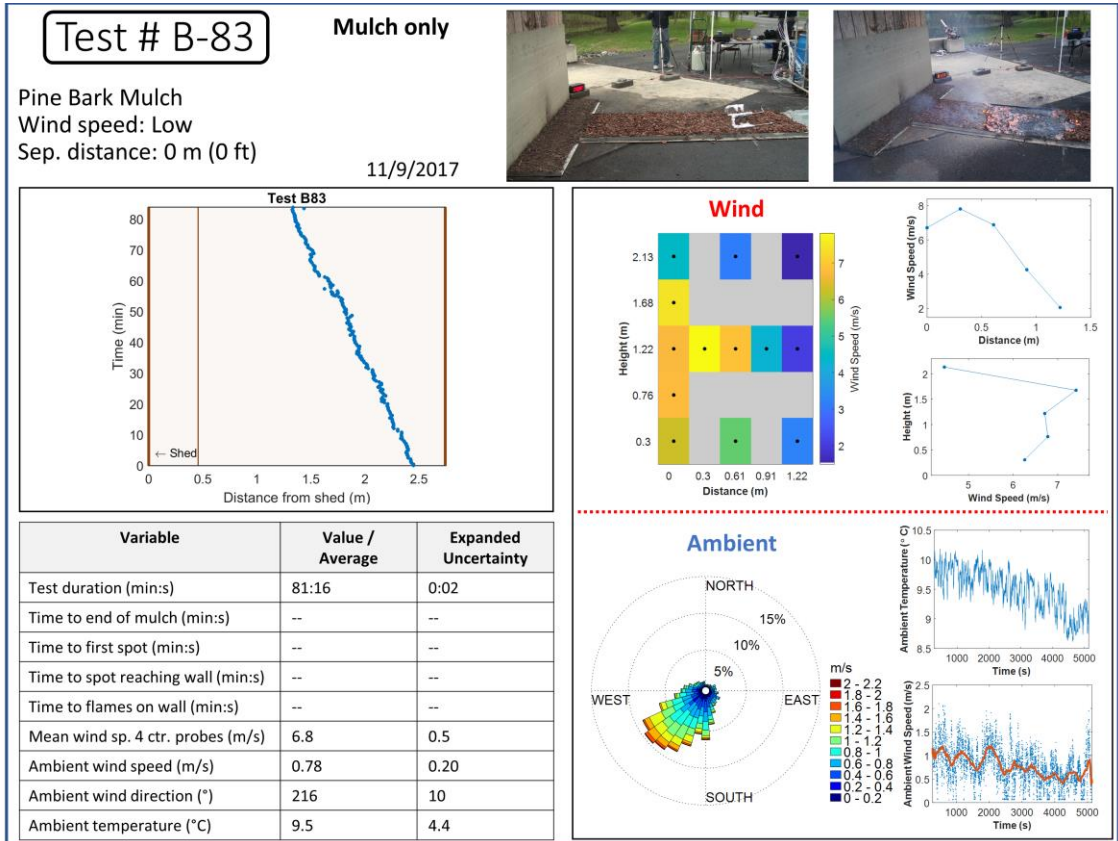 Test # B-83
Mulch only
Pine Bark Mulch
Wind speed: Low
Sep. distance: 0 m (0 ft)
11/9/2017
Test B83
Time (min)
80
70
60
50
40
30
20
10
0
← Shed
0 0.5 1 1.5 2 2.5
Distance from shed (m)
Variable Value / Average Expanded Uncertainty
Test duration (min:s) 81:16 0:02
Time to end of mulch (min:s) -- --
Time to first spot (min:s) -- --
Time to spot reaching wall (min:s) -- --
Time to flames on wall (min:s) -- --
Mean wind sp. 4 ctr. probes (m/s) 6.8 0.5
Ambient wind speed (m/s) 0.78 0.20
Ambient wind direction (°) 216 10
Ambient temperature (°C) 9.5 4.4
Wind
Height (m)
2.13
1.68
1.22
0.76
0.3
0 0.3 0.61 0.91 1.22
Distance (m)
7
6
5
4
3
2
Wind Speed (m/s)
Wind Speed (m/s)
8
6
4
2
0 0.5 1 1.5
Distance (m)
Height (m)
2
1.5
1
0.5
0
5 6 7
Wind Speed (m/s)
Ambient
NORTH
15%
10%
5%
WEST
EAST
SOUTH
m/s
2 - 2.2
1.8 - 2
1.6 - 1.8
1.4 - 1.6
1.2 - 1.4
1 - 1.2
0.8 - 1
0.6 - 0.8
0.4 - 0.6
0.2 - 0.4
0 - 0.2
Ambient Temperature (° C)
10.5
10
9.5
9
8.5
1000 2000 3000 4000 5000
Time (s)
Ambient Wind Speed (m/s)
2.5
2
1.5
1
0.5
0
1000 2000 3000 4000 5000
Time (s)